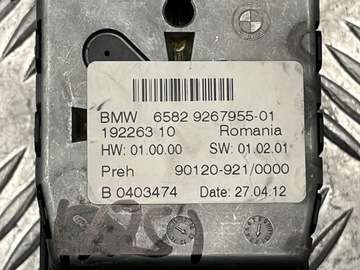 BMW 6582 9267955-01
192263 10 Romania
HW: 01.00.00 SW: 01.02.01
Preh 90120-921/0000
B 0403474 Date: 27.04.12